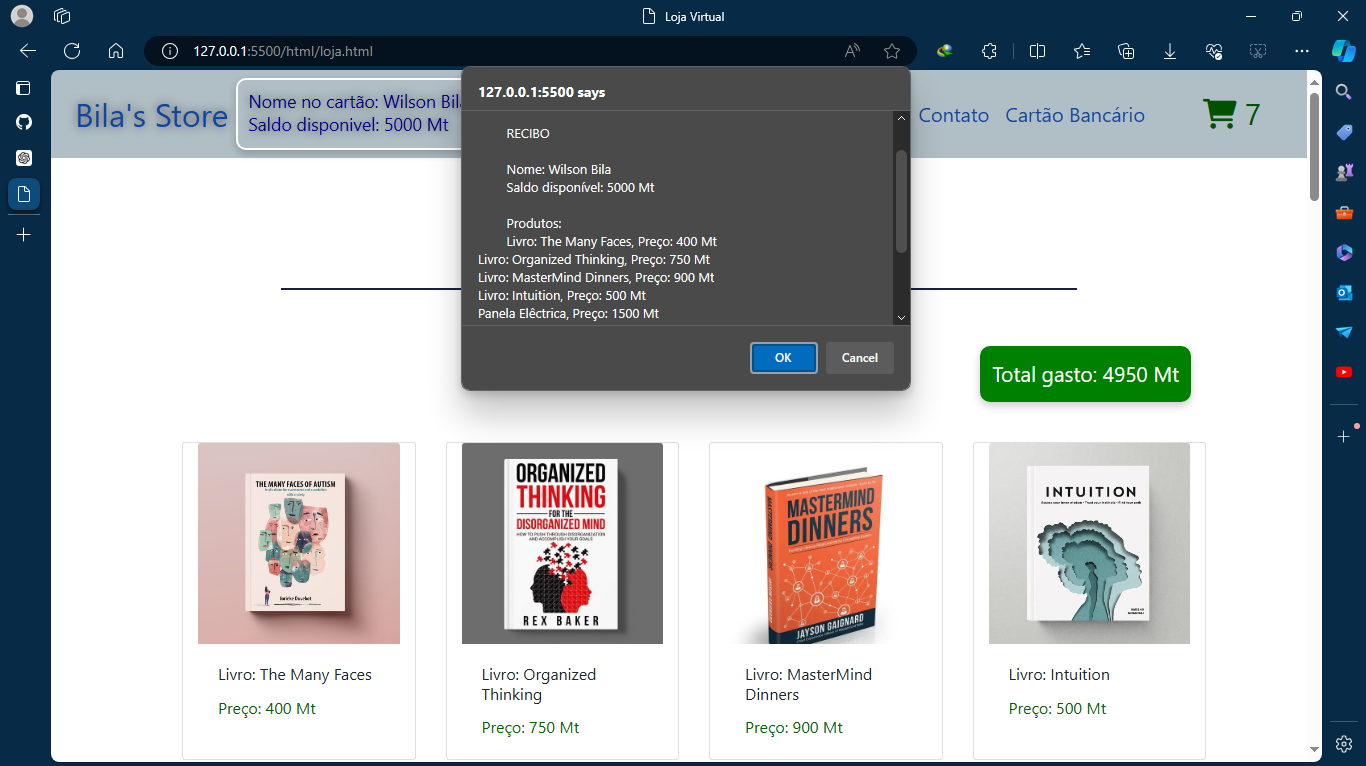 Loja Virtual
127.0.0.1:5500/html/loja.html
Bila's Store
Nome no cartão: Wilson Bil
Saldo disponivel: 5000 Mt
Contato
Cartão Bancário
7
127.0.0.1:5500 says
RECIBO
Nome: Wilson Bila
Saldo disponível: 5000 Mt
Produtos:
Livro: The Many Faces, Preço: 400 Mt
Livro: Organized Thinking, Preço: 750 Mt
Livro: MasterMind Dinners, Preço: 900 Mt
Livro: Intuition, Preço: 500 Mt
Panela Elêctrica, Preço: 1500 Mt
OK
Cancel
Total gasto: 4950 Mt
THE MANY FACES OF AUTISM
ORGANIZED
THINKING
FOR THE
DISORGANIZED MIND
HOW TO PUSH THROUGH DISORGANIZATION
AND ACCOMPLISH YOUR GOALS
REX BAKER
MASTERMIND
DINNERS
JAYSON GAIGNARD
INTUITION
Livro: The Many Faces
Preço: 400 Mt
Livro: Organized
Thinking
Preço: 750 Mt
Livro: MasterMind
Dinners
Preço: 900 Mt
Livro: Intuition
Preço: 500 Mt